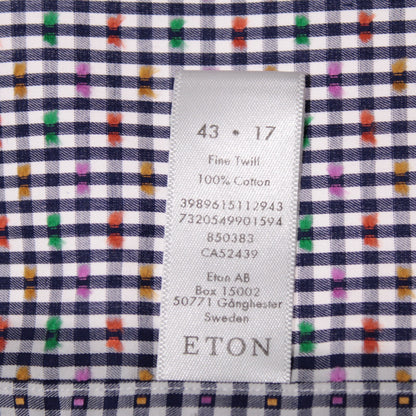 43 • 17
Fine Twill
100% Cotton
3989615112943
7320549901594
850383
CA52439
Eton AB
Box 15002
50771 Gånghester
Sweden
ETON